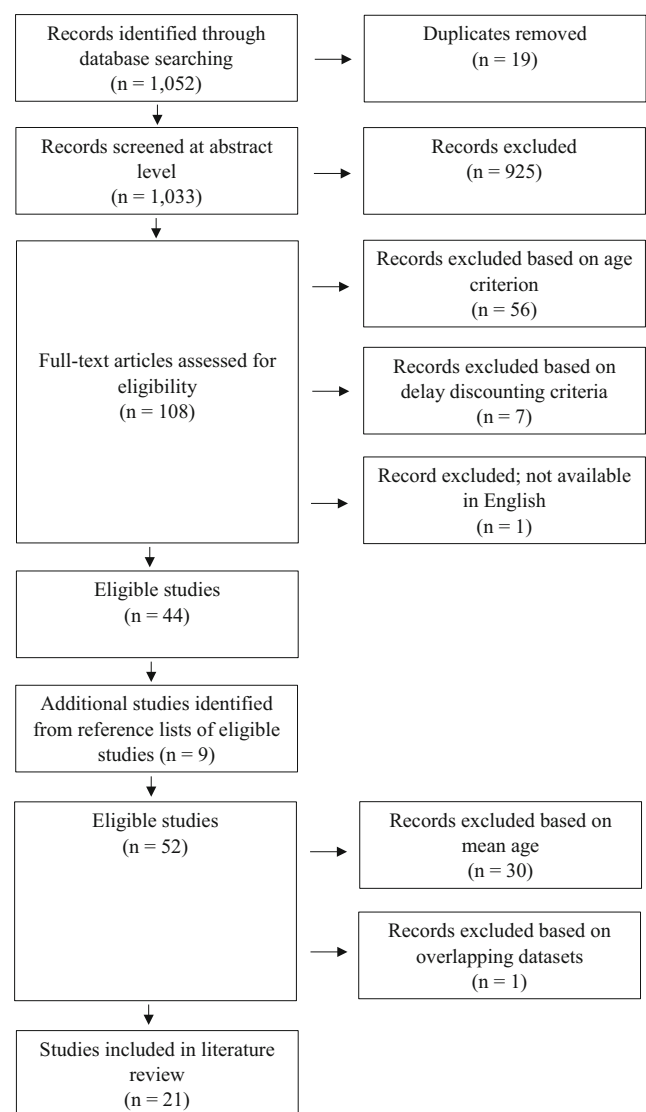 Records identified through
database searching
(n = 1,052)
Duplicates removed
(n = 19)
Records screened at abstract
level
(n = 1,033)
Records excluded
(n = 925)
Full-text articles assessed for
eligibility
(n = 108)
Records excluded based on age
criterion
(n = 56)
Records excluded based on
delay discounting criteria
(n = 7)
Record excluded; not available
in English
(n = 1)
Eligible studies
(n = 44)
Additional studies identified
from reference lists of eligible
studies (n = 9)
Eligible studies
(n = 52)
Records excluded based on
mean age
(n = 30)
Records excluded based on
overlapping datasets
(n = 1)
Studies included in literature
review
(n = 21)